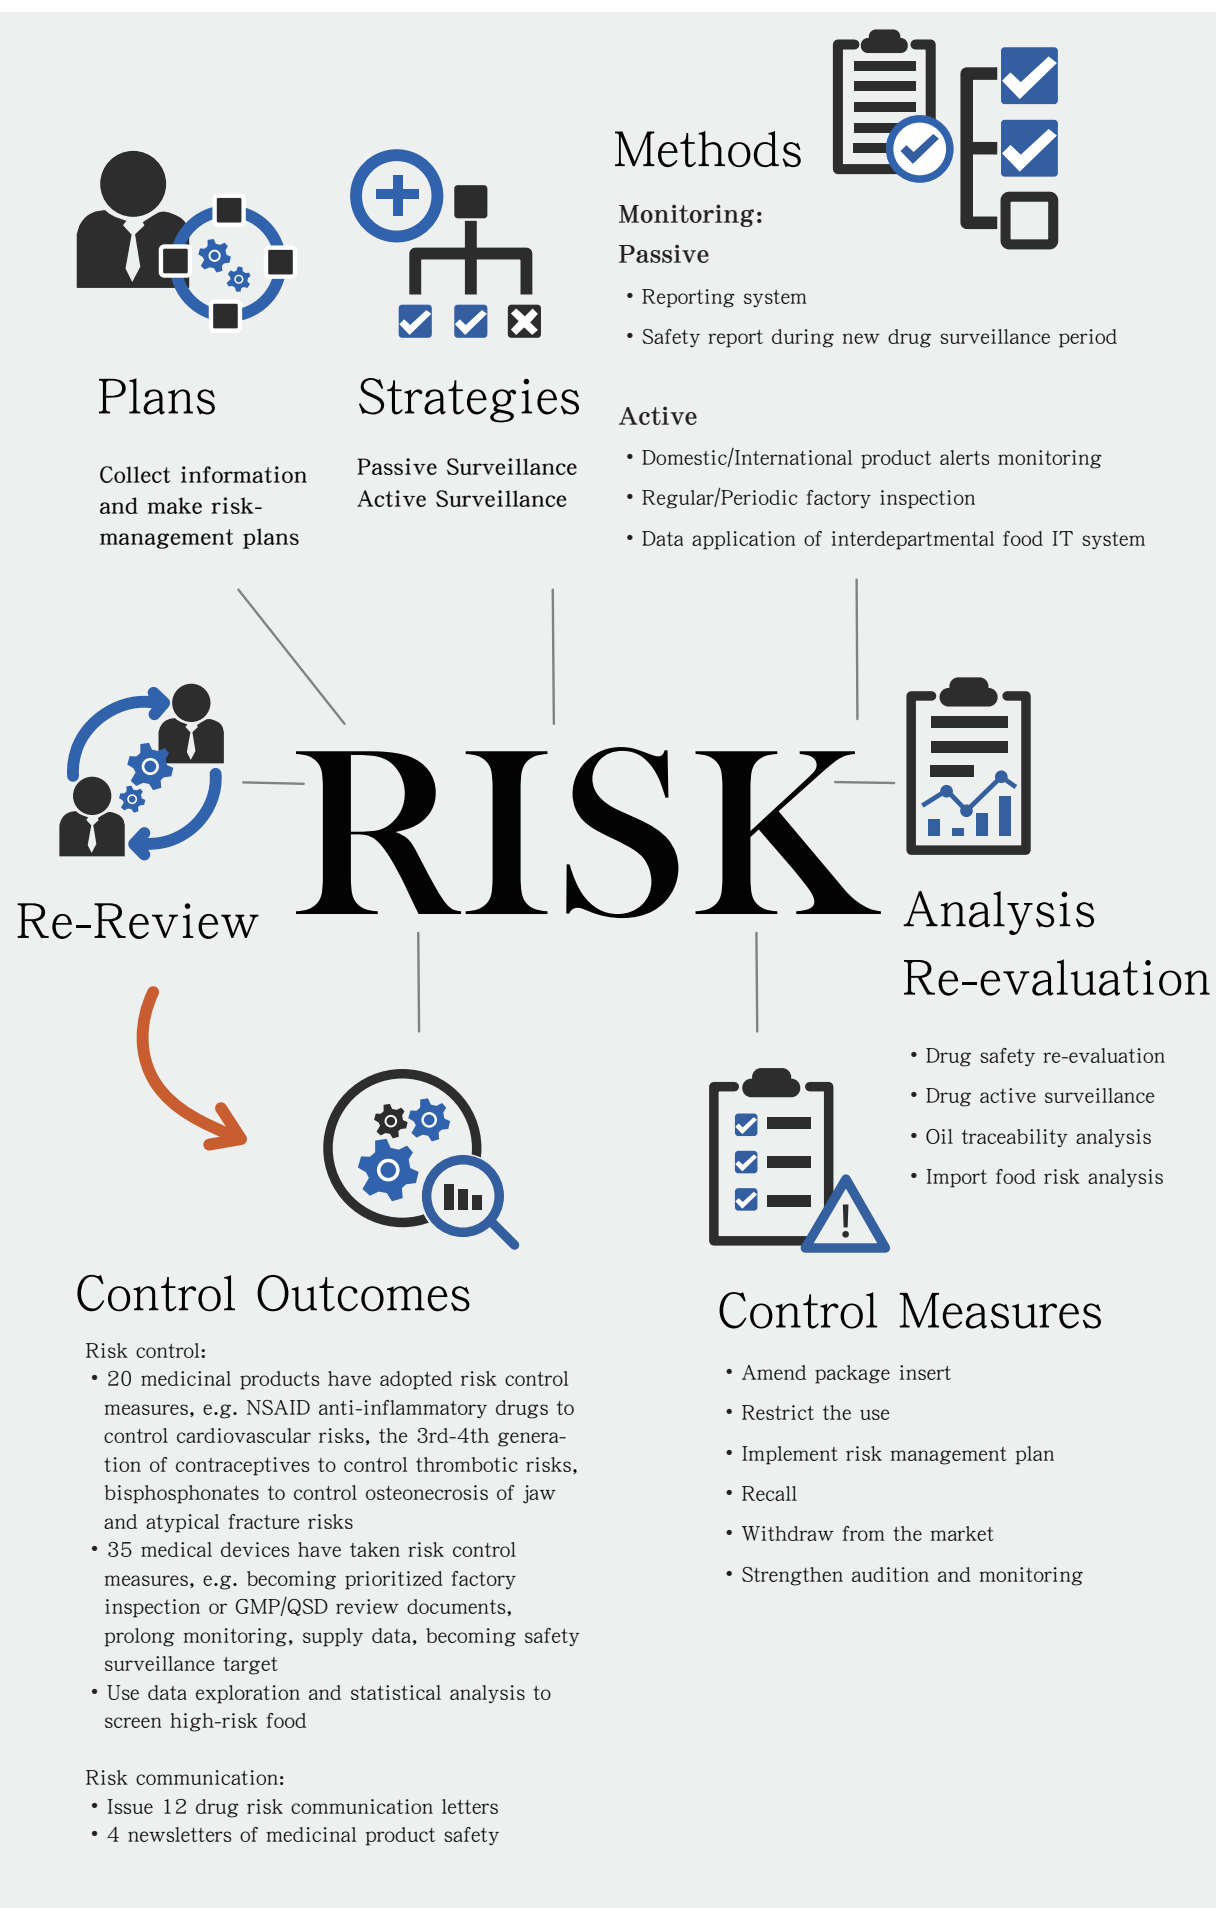 Methods
Monitoring:
Passive
• Reporting system
• Safety report during new drug surveillance period
Active
• Domestic/International product alerts monitoring
• Regular/Periodic factory inspection
• Data application of interdepartmental food IT system
Plans
Collect information
and make risk-
management plans
Strategies
Passive Surveillance
Active Surveillance
RISK
Re-Review
Analysis
Re-evaluation
• Drug safety re-evaluation
• Drug active surveillance
• Oil traceability analysis
• Import food risk analysis
Control Outcomes
Risk control:
• 20 medicinal products have adopted risk control
measures, e.g. NSAID anti-inflammatory drugs to
control cardiovascular risks, the 3rd-4th genera-
tion of contraceptives to control thrombotic risks,
bisphosphonates to control osteonecrosis of jaw
and atypical fracture risks
• 35 medical devices have taken risk control
measures, e.g. becoming prioritized factory
inspection or GMP/QSD review documents,
prolong monitoring, supply data, becoming safety
surveillance target
• Use data exploration and statistical analysis to
screen high-risk food
Risk communication:
• Issue 12 drug risk communication letters
• 4 newsletters of medicinal product safety
Control Measures
• Amend package insert
• Restrict the use
• Implement risk management plan
• Recall
• Withdraw from the market
• Strengthen audition and monitoring